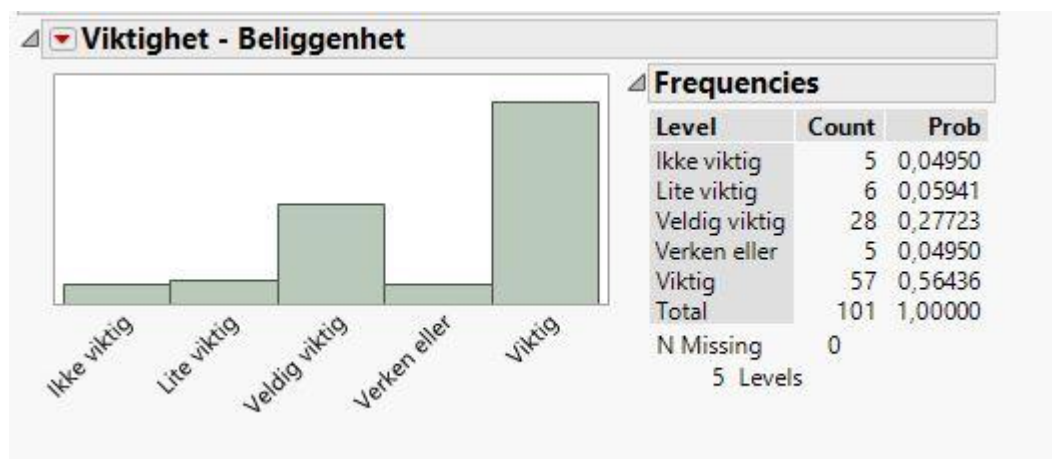 Viktighet - Beliggenhet
Ikke viktig
Lite viktig
Veldig viktig
Verken eller
Viktig
Frequencies
Level Count Prob
Ikke viktig 5 0,04950
Lite viktig 6 0,05941
Veldig viktig 28 0,27723
Verken eller 5 0,04950
Viktig 57 0,56436
Total 101 1,00000
N Missing 0
5 Levels